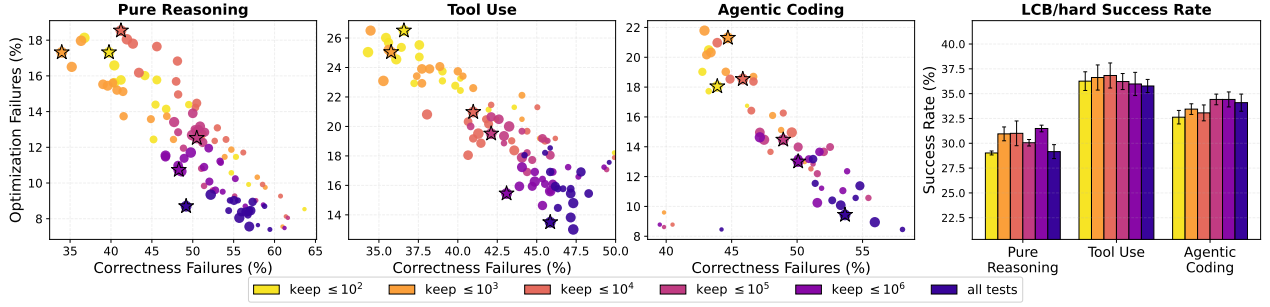 Pure Reasoning
Optimization Failures (%)
18
16
14
12
10
8
35
40
45
50
55
60
65
Correctness Failures (%)
Tool Use
26
24
22
20
18
16
14
35.0
37.5
40.0
42.5
45.0
47.5
50.0
Correctness Failures (%)
Agentic Coding
22
20
18
16
14
12
10
8
40
45
50
55
Correctness Failures (%)
LCB/hard Success Rate
Success Rate (%)
40.0
37.5
35.0
32.5
30.0
27.5
25.0
22.5
Pure
Reasoning
Tool Use
Agentic
Coding
keep ≤10²
keep ≤10³
keep ≤10⁴
keep ≤10⁵
keep ≤10⁶
all tests